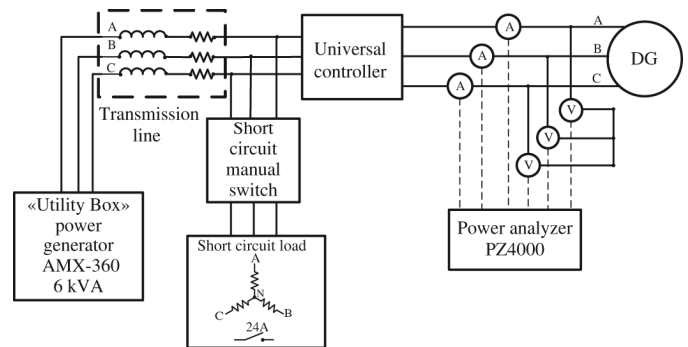 A
B
C
Transmission
line
Universal
controller
A
A
A
A
B
C
DG
V
V
V
Short
circuit
manual
switch
«Utility Box»
power
generator
AMX-360
6 kVA
Short circuit load
A
N
C
B
24A
Power analyzer
PZ4000